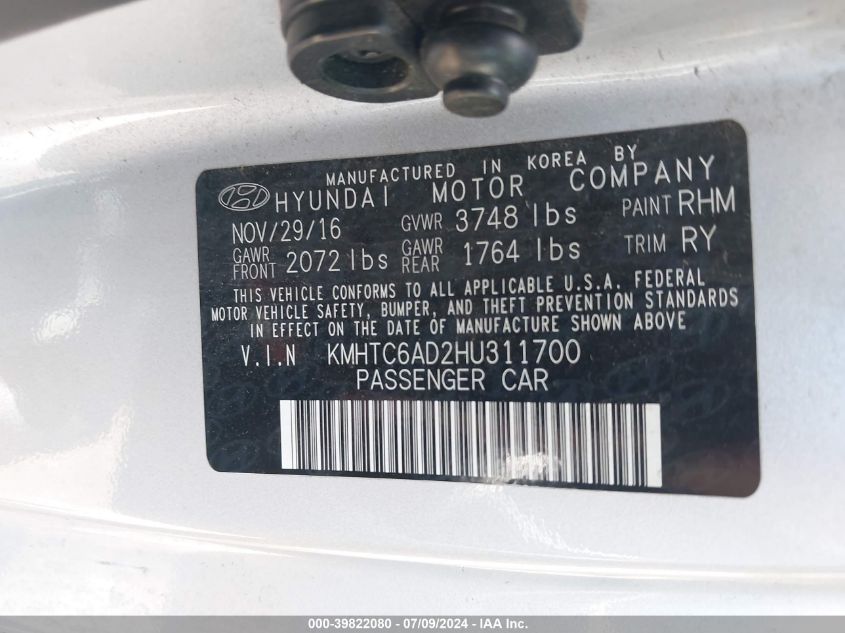 MANUFACTURED IN KOREA BY
HYUNDAI MOTOR COMPANY
NOV/29/16 GVWR 3748 lbs PAINT RHM
GAWR FRONT 2072 lbs GAWR REAR 1764 lbs TRIM RY
THIS VEHICLE CONFORMS TO ALL APPLICABLE U.S.A. FEDERAL
MOTOR VEHICLE SAFETY, BUMPER, AND THEFT PREVENTION STANDARDS
IN EFFECT ON THE DATE OF MANUFACTURE SHOWN ABOVE
V.I.N KMHTC6AD2HU311700
PASSENGER CAR
000-39822080 - 07/09/2024 - IAA Inc.